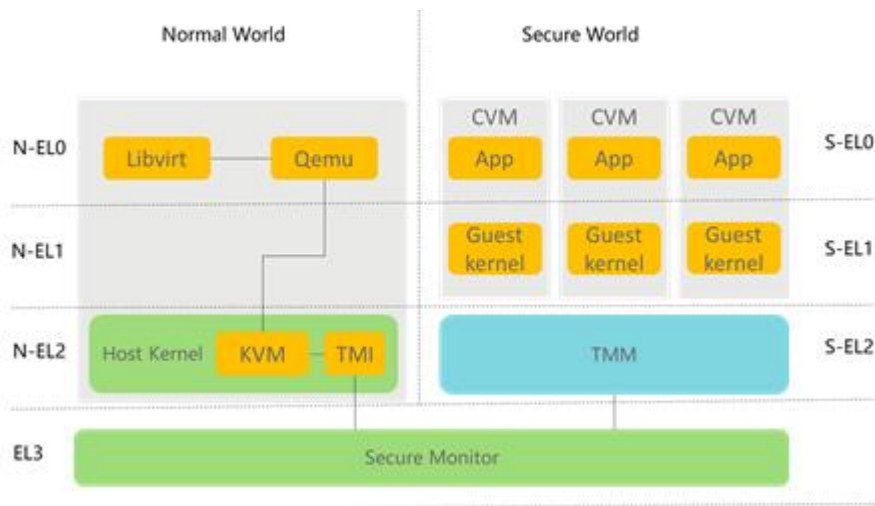 Normal World
Secure World
CVM
CVM
CVM
N-EL0
Libvirt
Qemu
App
App
App
S-EL0
N-EL1
Guest
kernel
Guest
kernel
Guest
kernel
S-EL1
N-EL2
Host Kernel
KVM
TMI
TMM
S-EL2
EL3
Secure Monitor